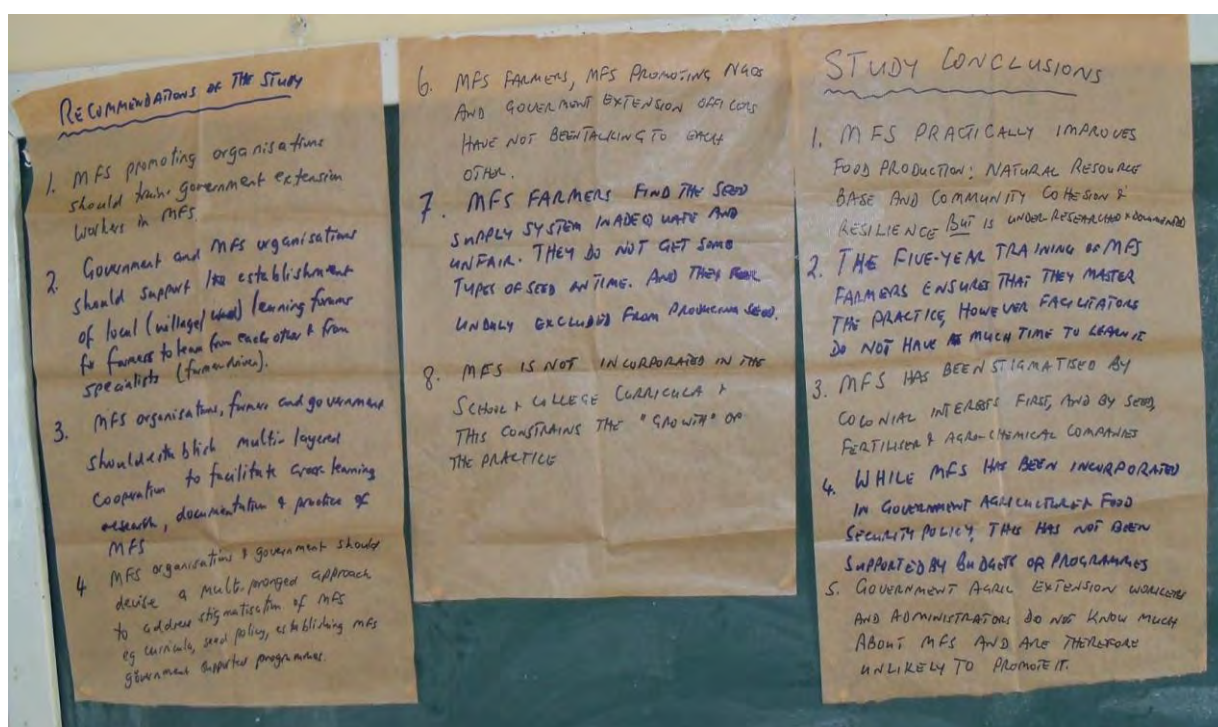 RECOMMENDATIONS OF THE STUDY
1. MFS promoting organisations
should train government extension
workers in MFS.
2. Government and MFS organisations
should support the establishment
of local (village/ward) learning forums
for farmers to learn from each other & from
specialists (farmer driven).
3. MFS organisations, farmers and government
should establish multi-layered
cooperation to facilitate cross learning
research, documentation & practice of
MFS
4 MFS organisations & government should
devise a multi-pronged approach
to address stigmatisation of MFS
eg curricula, seed policy, establishing MFS
government supported programmes.
6. MFS FARMERS, MFS PROMOTING NGOS
AND GOVERMENT EXTENSION OFFICERS
HAVE NOT BEEN TALKING TO EACH
OTHER.
7. MFS FARMERS FIND THE SEED
SUPPLY SYSTEM INADEQUATE AND
UNFAIR. THEY DO NOT GET SOME
TYPES OF SEED ON TIME. AND THEY
UNDULY EXCLUDED FROM PRODUCING SEED.
8. MFS IS NOT INCORPORATED IN THE
SCHOOL & COLLEGE CURRICULA &
THIS CONSTRAINS THE "GROWTH" OF
THE PRACTICE
STUDY CONCLUSIONS
1. MFS PRACTICALLY IMPROVES
FOOD PRODUCTION; NATURAL RESOURCE
BASE AND COMMUNITY COHESION &
RESILIENCE BUT IS UNDER RESEARCHED & DOCUMENTED
2. THE FIVE-YEAR TRAINING OF MFS
FARMERS ENSURES THAT THEY MASTER
THE PRACTICE, HOWEVER FACILITATORS
DO NOT HAVE MUCH TIME TO LEARN IT
3. MFS HAS BEEN STIGMATISED BY
COLONIAL INTERESTS FIRST, AND BY SEED,
FERTILISER & AGRO-CHEMICAL COMPANIES
4. WHILE MFS HAS BEEN INCORPORATED
IN GOVERNMENT AGRICULTURE & FOOD
SECURITY POLICY, THIS HAS NOT BEEN
SUPPORTED BY BUDGETS OR PROGRAMMES
5. GOVERNMENT AGRIC EXTENSION WORKERS
AND ADMINISTRATORS DO NOT KNOW MUCH
ABOUT MFS AND ARE THEREFORE
UNLIKELY TO PROMOTE IT.